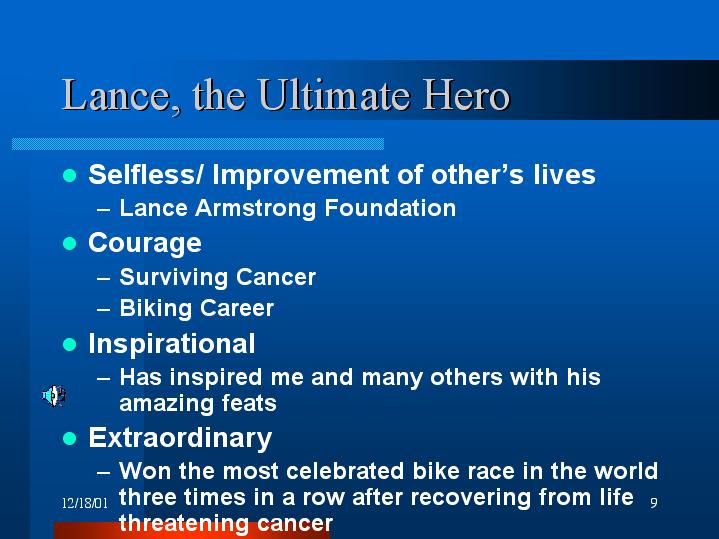 Lance, the Ultimate Hero
Selfless/ Improvement of other's lives
– Lance Armstrong Foundation
Courage
– Surviving Cancer
– Biking Career
Inspirational
– Has inspired me and many others with his
amazing feats
Extraordinary
– Won the most celebrated bike race in the world
three times in a row after recovering from life
threatening cancer
12/18/01
9